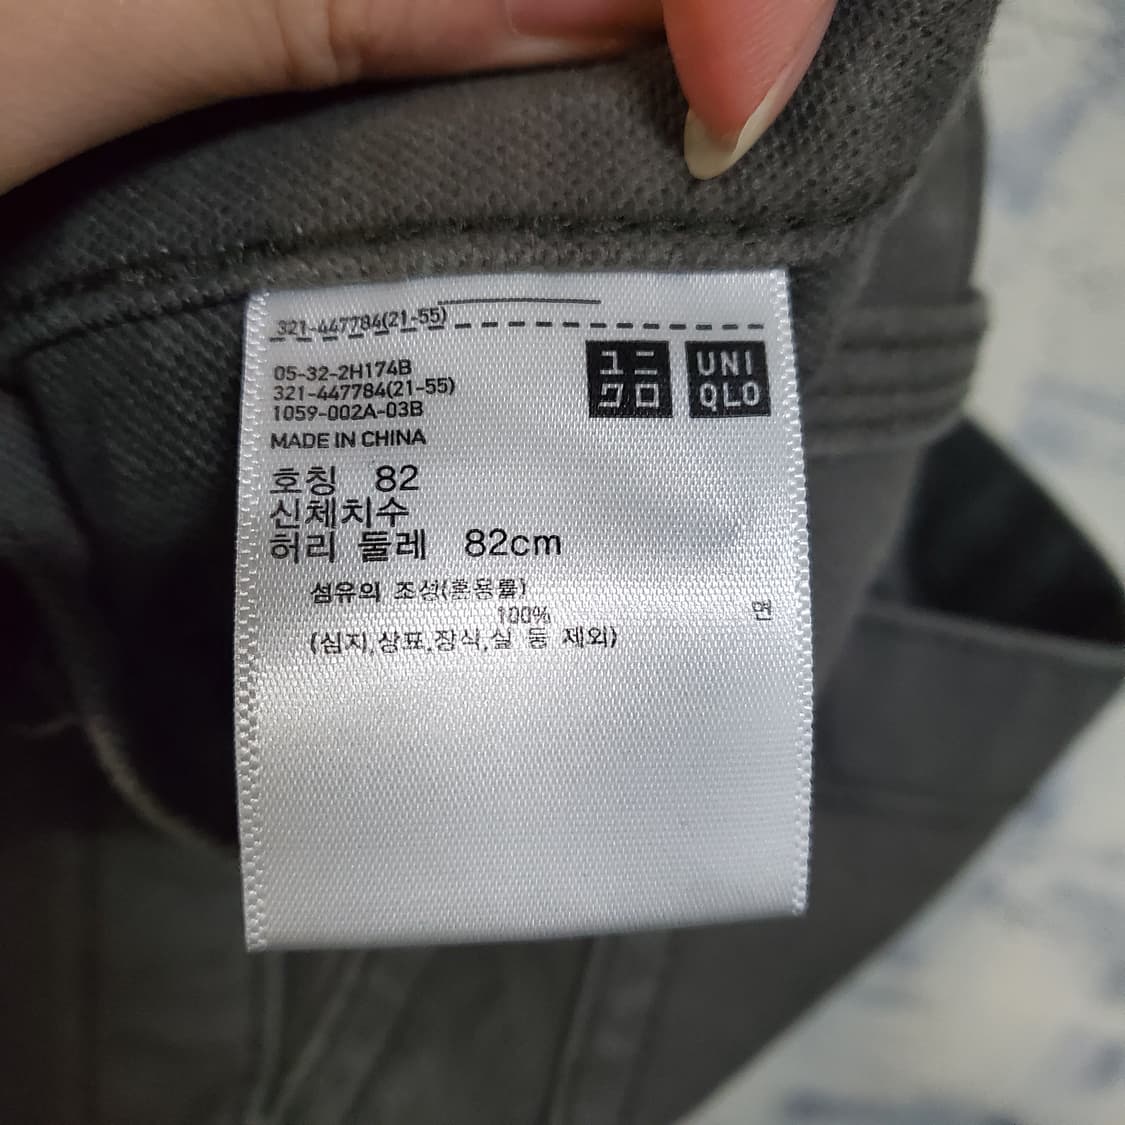 321-447784(21-55)
ユニ
クロ
UNI
QLO
05-32-2H174B
321-447784(21-55)
1059-002A-03B
MADE IN CHINA
호칭 82
신체치수
허리 둘레 82cm
섬유의 조성(혼용률)
100% 면
(심지,상표,장식,실 등 제외)